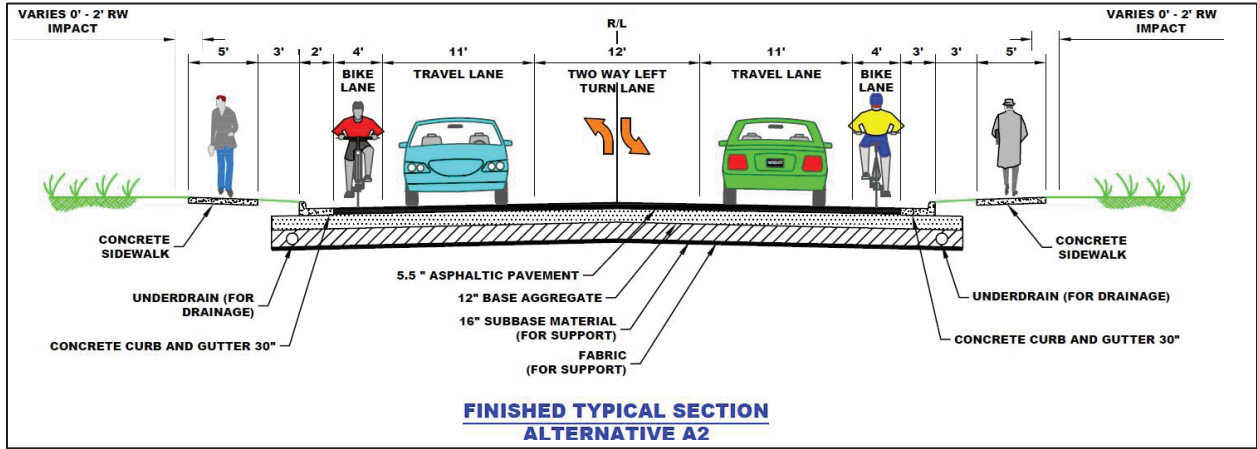 VARIES 0' - 2' RW
IMPACT
R/L
VARIES 0' - 2' RW
IMPACT
5' 3' 2' 4' 11' 12' 11' 4' 3' 3' 5'
BIKE
LANE
TRAVEL LANE
TWO WAY LEFT
TURN LANE
TRAVEL LANE
BIKE
LANE
CONCRETE
SIDEWALK
CONCRETE
SIDEWALK
5.5 " ASPHALTIC PAVEMENT
UNDERDRAIN (FOR
DRAINAGE)
12" BASE AGGREGATE
UNDERDRAIN (FOR DRAINAGE)
16" SUBBASE MATERIAL
(FOR SUPPORT)
CONCRETE CURB AND GUTTER 30"
CONCRETE CURB AND GUTTER 30"
FABRIC
(FOR SUPPORT)
FINISHED TYPICAL SECTION
ALTERNATIVE A2